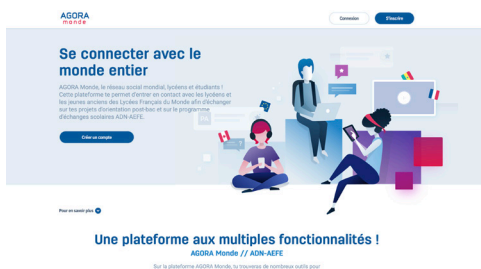 AGORA
monde
Connexion
S'inscrire
Se connecter avec le
monde entier
AGORA Monde, le réseau social mondial, lycéens et étudiants !
Cette plateforme te permet d'entrer en contact avec les lycéens et
les jeunes anciens des Lycées Français du Monde afin d'échanger
sur tes projets d'orientation post-bac et sur le programme
d'échanges scolaires ADN-AEFE.
Créer un compte
Pour en savoir plus
Une plateforme aux multiples fonctionnalités !
AGORA Monde // ADN-AEFE
Sur la plateforme AGORA Monde, tu trouveras de nombreux outils pour